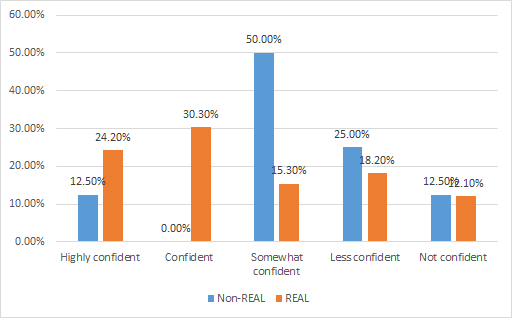 60.00%
50.00%
40.00%
30.00%
20.00%
10.00%
0.00%
12.50%
24.20%
0.00%
30.30%
50.00%
15.30%
25.00%
18.20%
12.50%
12.10%
Highly confident
Confident
Somewhat
confident
Less confident
Not confident
Non-REAL
REAL